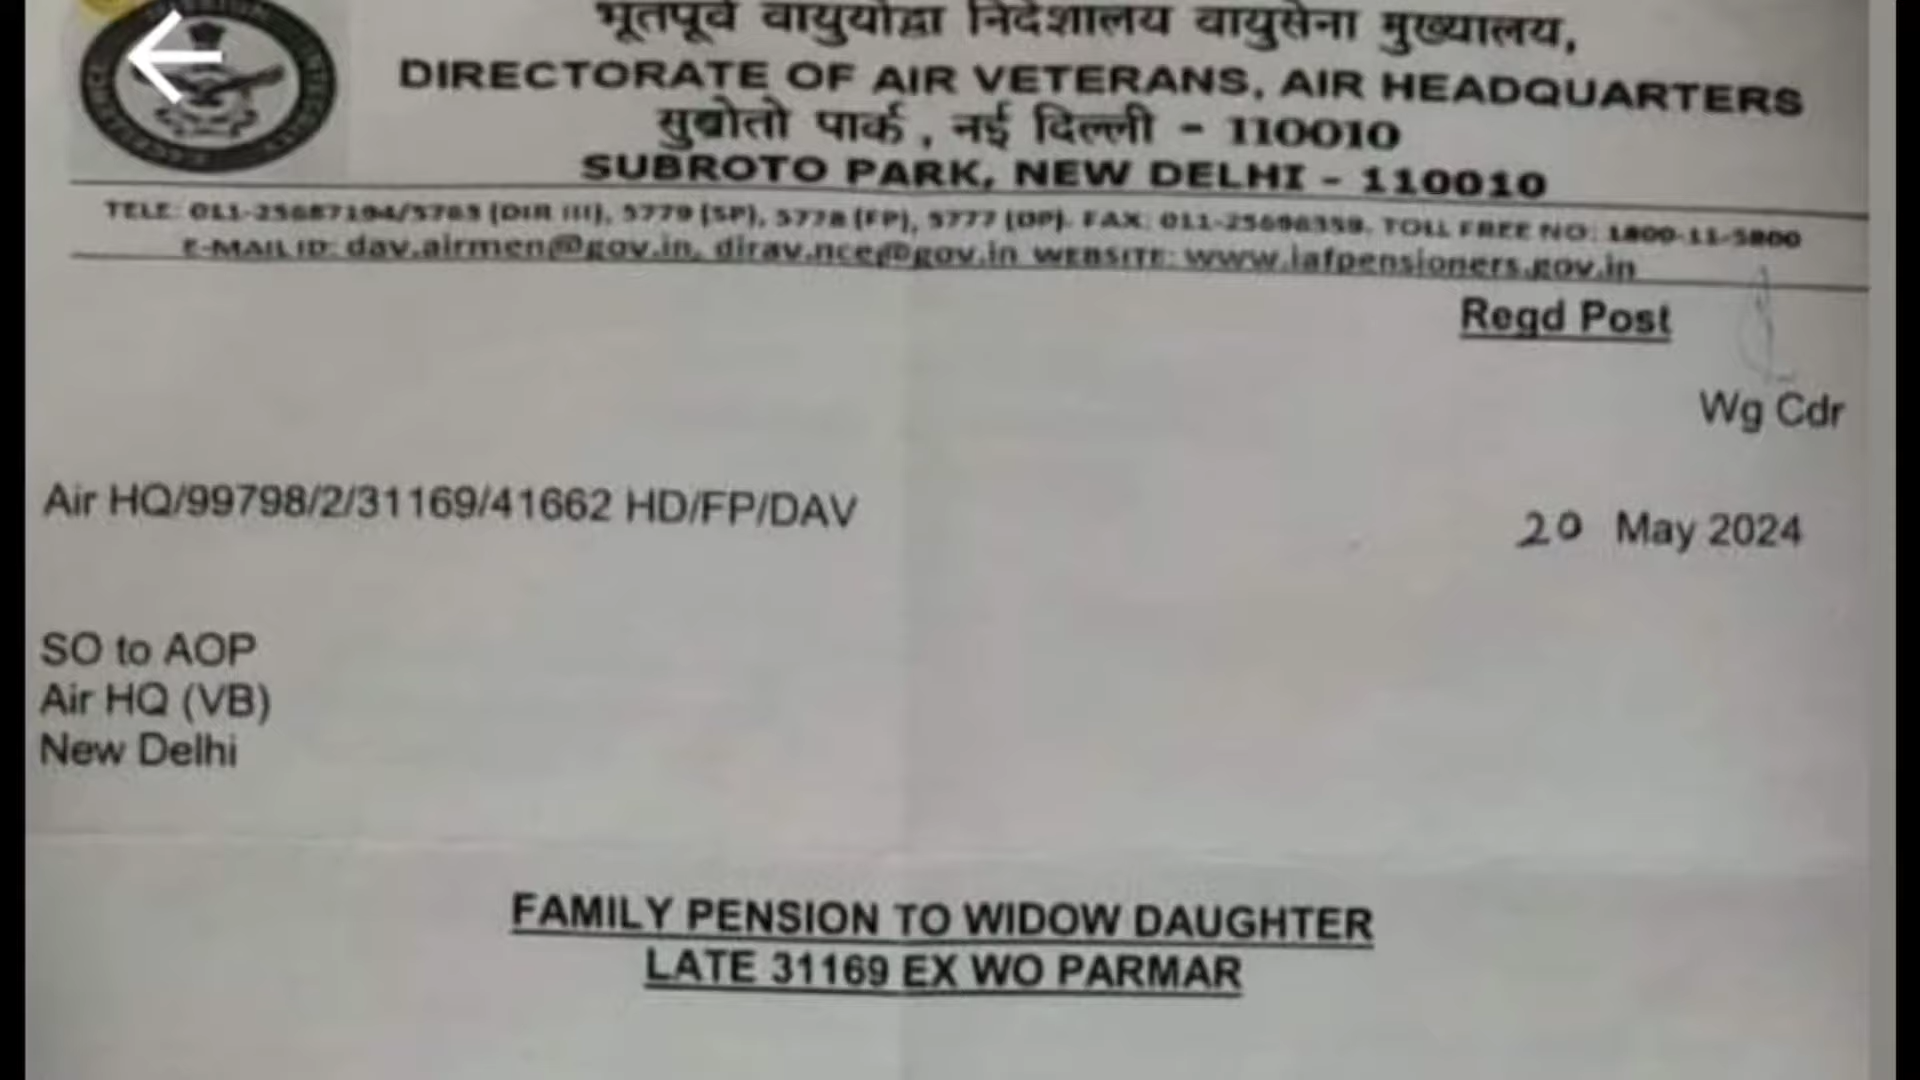 भूतपूर्व वायुयोद्धा निदेशालय वायुसेना मुख्यालय,
DIRECTORATE OF AIR VETERANS, AIR HEADQUARTERS
सुब्रोतो पार्क , नई दिल्ली - 110010
SUBROTO PARK, NEW DELHI - 110010
TELE: 011-25687194/5763 (DIR III), 5779 (SP), 5778 (FP), 5777 (DP). FAX: 011-25698359. TOLL FREE NO: 1800-11-5800
E-MAIL ID: dav.airmen@gov.in, dirav.nce@gov.in WEBSITE: www.iafpensioners.gov.in
Regd Post
Wg Cdr
Air HQ/99798/2/31169/41662 HD/FP/DAV
20 May 2024
SO to AOP
Air HQ (VB)
New Delhi
FAMILY PENSION TO WIDOW DAUGHTER
LATE 31169 EX WO PARMAR